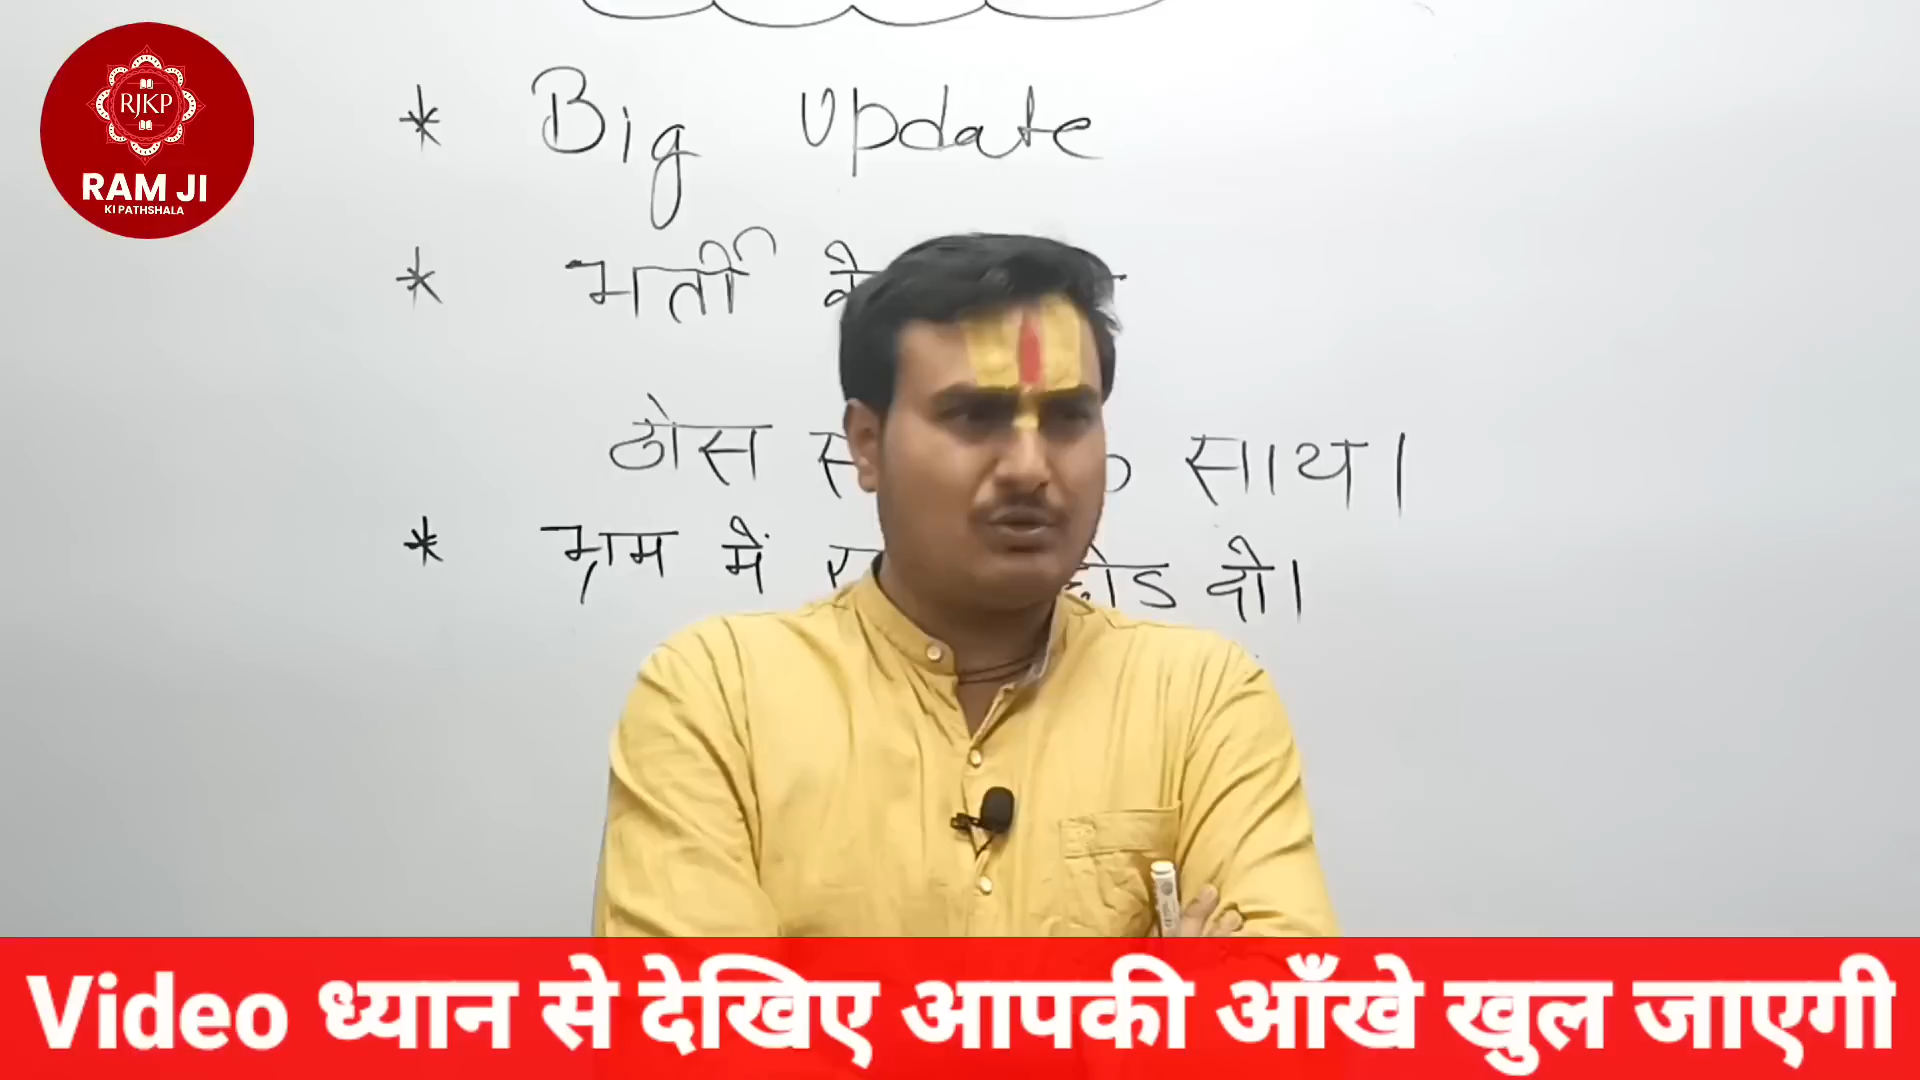 RJKP
RAM JI
KI PATHSHALA
* Big Update
* भर्ती के
ठोस स साथ।
* भ्रम में छोड दो।
Video ध्यान से देखिए आपकी आँखे खुल जाएगी